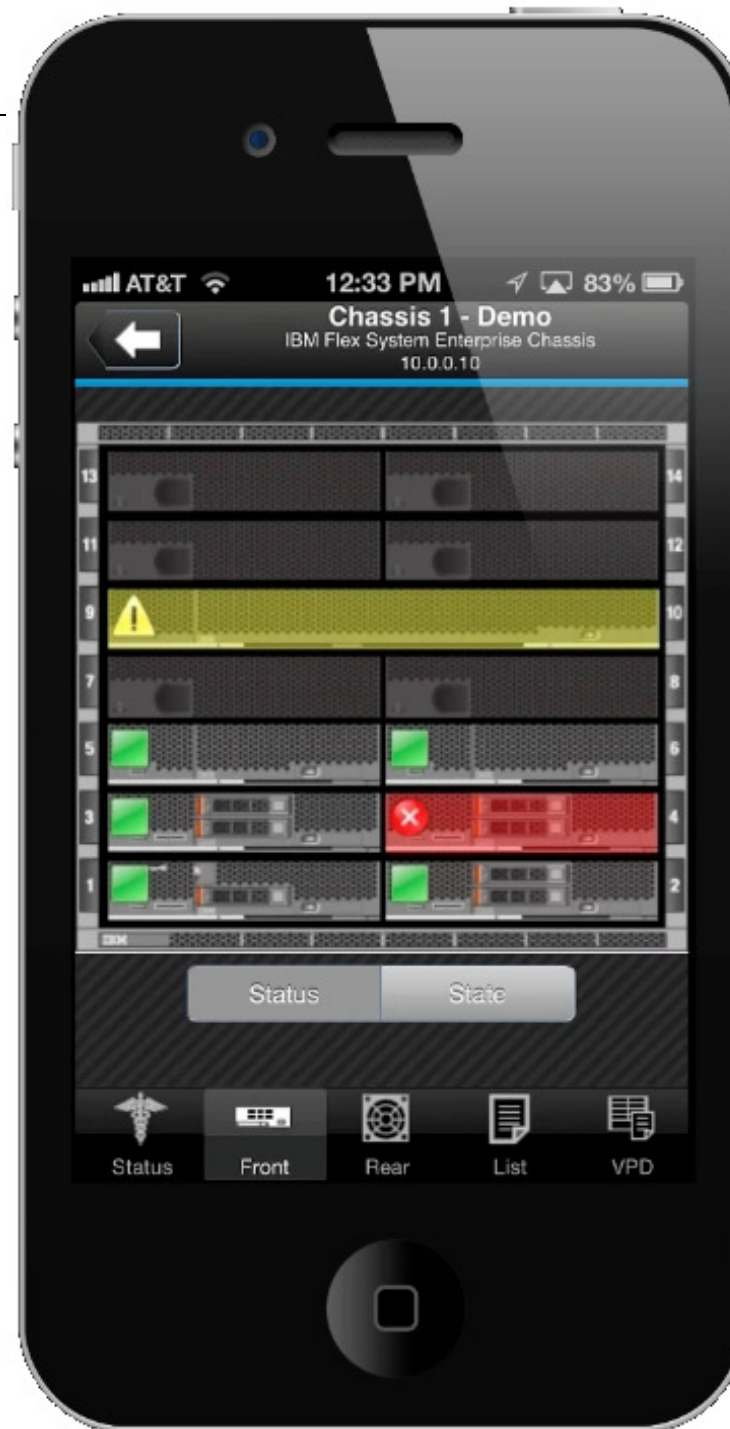 AT&T 12:33 PM 83%
Chassis 1 - Demo
IBM Flex System Enterprise Chassis
10.0.0.10
13 14
11 12
9 10
7 8
5 6
3 4
1 2
IBM
Status State
Status Front Rear List VPD